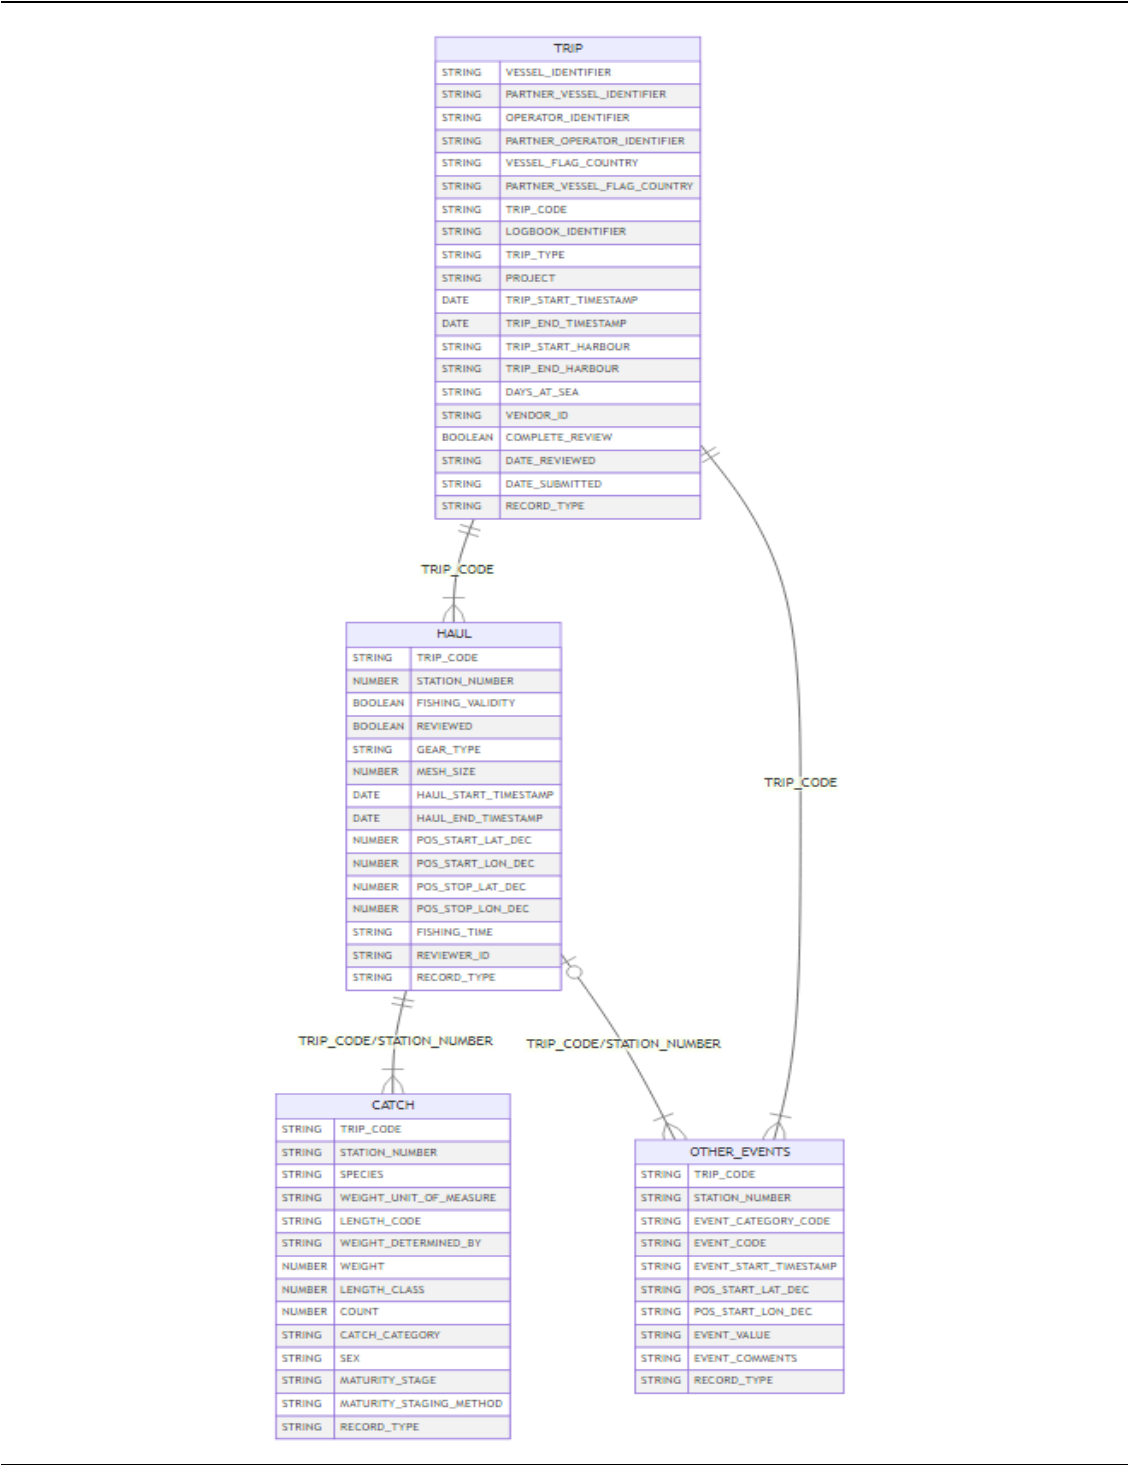 TRIP
STRING VESSEL_IDENTIFIER
STRING PARTNER_VESSEL_IDENTIFIER
STRING OPERATOR_IDENTIFIER
STRING PARTNER_OPERATOR_IDENTIFIER
STRING VESSEL_FLAG_COUNTRY
STRING PARTNER_VESSEL_FLAG_COUNTRY
STRING TRIP_CODE
STRING LOGBOOK_IDENTIFIER
STRING TRIP_TYPE
STRING PROJECT
DATE TRIP_START_TIMESTAMP
DATE TRIP_END_TIMESTAMP
STRING TRIP_START_HARBOUR
STRING TRIP_END_HARBOUR
STRING DAYS_AT_SEA
STRING VENDOR_ID
BOOLEAN COMPLETE_REVIEW
STRING DATE_REVIEWED
STRING DATE_SUBMITTED
STRING RECORD_TYPE
TRIP_CODE
HAUL
STRING TRIP_CODE
NUMBER STATION_NUMBER
BOOLEAN FISHING_VALIDITY
BOOLEAN REVIEWED
STRING GEAR_TYPE
NUMBER MESH_SIZE
DATE HAUL_START_TIMESTAMP
DATE HAUL_END_TIMESTAMP
NUMBER POS_START_LAT_DEC
NUMBER POS_START_LON_DEC
NUMBER POS_STOP_LAT_DEC
NUMBER POS_STOP_LON_DEC
STRING FISHING_TIME
STRING REVIEWER_ID
STRING RECORD_TYPE
TRIP_CODE
TRIP_CODE/STATION_NUMBER
TRIP_CODE/STATION_NUMBER
CATCH
STRING TRIP_CODE
STRING STATION_NUMBER
STRING SPECIES
STRING WEIGHT_UNIT_OF_MEASURE
STRING LENGTH_CODE
STRING WEIGHT_DETERMINED_BY
NUMBER WEIGHT
NUMBER LENGTH_CLASS
NUMBER COUNT
STRING CATCH_CATEGORY
STRING SEX
STRING MATURITY_STAGE
STRING MATURITY_STAGING_METHOD
STRING RECORD_TYPE
OTHER_EVENTS
STRING TRIP_CODE
STRING STATION_NUMBER
STRING EVENT_CATEGORY_CODE
STRING EVENT_CODE
STRING EVENT_START_TIMESTAMP
STRING POS_START_LAT_DEC
STRING POS_START_LON_DEC
STRING EVENT_VALUE
STRING EVENT_COMMENTS
STRING RECORD_TYPE